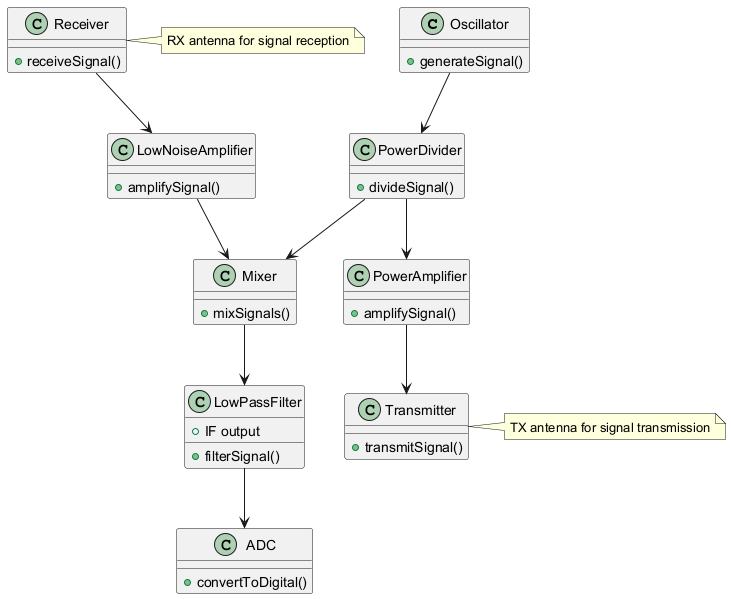 C Receiver
+ receiveSignal()
RX antenna for signal reception
C Oscillator
+ generateSignal()
C LowNoiseAmplifier
+ amplifySignal()
C PowerDivider
+ divideSignal()
C Mixer
+ mixSignals()
C PowerAmplifier
+ amplifySignal()
C LowPassFilter
IF output
+ filterSignal()
C Transmitter
+ transmitSignal()
TX antenna for signal transmission
C ADC
+ convertToDigital()